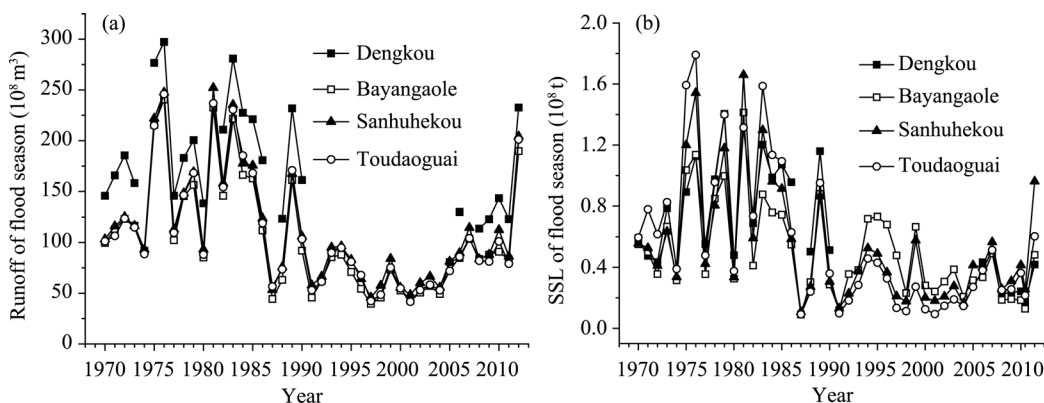 (a)
Runoff of flood season (10⁸ m³)
300
250
200
150
100
50
0
Dengkou
Bayangaole
Sanhuhekou
Toudaoguai
1970 1975 1980 1985 1990 1995 2000 2005 2010
Year
(b)
SSL of flood season (10⁸ t)
2.0
1.6
1.2
0.8
0.4
0.0
Dengkou
Bayangaole
Sanhuhekou
Toudaoguai
1970 1975 1980 1985 1990 1995 2000 2005 2010
Year